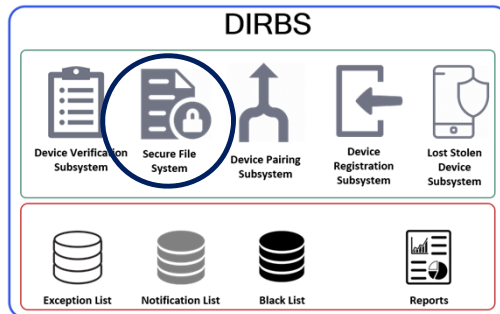 DIRBS
Device Verification
Subsystem
Secure File
System
Device Pairing
Subsystem
Device
Registration
Subsystem
Lost Stolen
Device
Subsystem
Exception List
Notification List
Black List
Reports